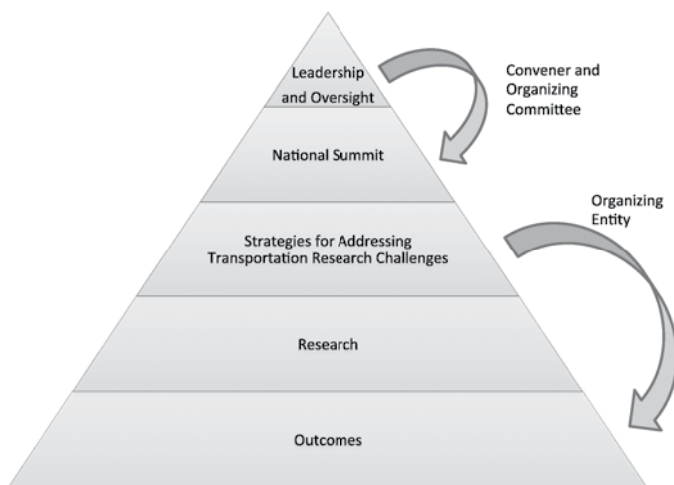 Leadership
and Oversight
Convener and
Organizing
Committee
National Summit
Organizing
Entity
Strategies for Addressing
Transportation Research Challenges
Research
Outcomes